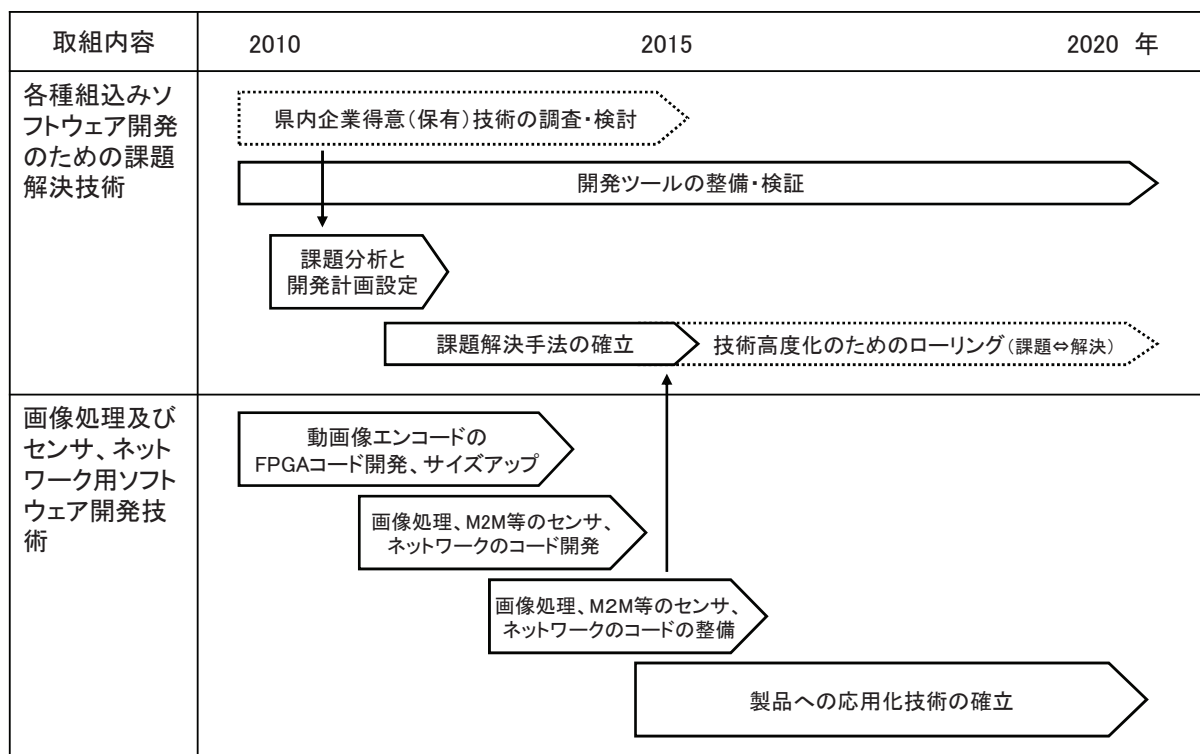 取組内容
2010
2015
2020 年
各種組込みソ
フトウェア開発
のための課題
解決技術
県内企業得意(保有)技術の調査・検討
開発ツールの整備・検証
課題分析と
開発計画設定
課題解決手法の確立
技術高度化のためのローリング(課題⇔解決)
画像処理及び
センサ、ネット
ワーク用ソフト
ウェア開発技
術
動画像エンコードの
FPGAコード開発、サイズアップ
画像処理、M2M等のセンサ、
ネットワークのコード開発
画像処理、M2M等のセンサ、
ネットワークのコードの整備
製品への応用化技術の確立